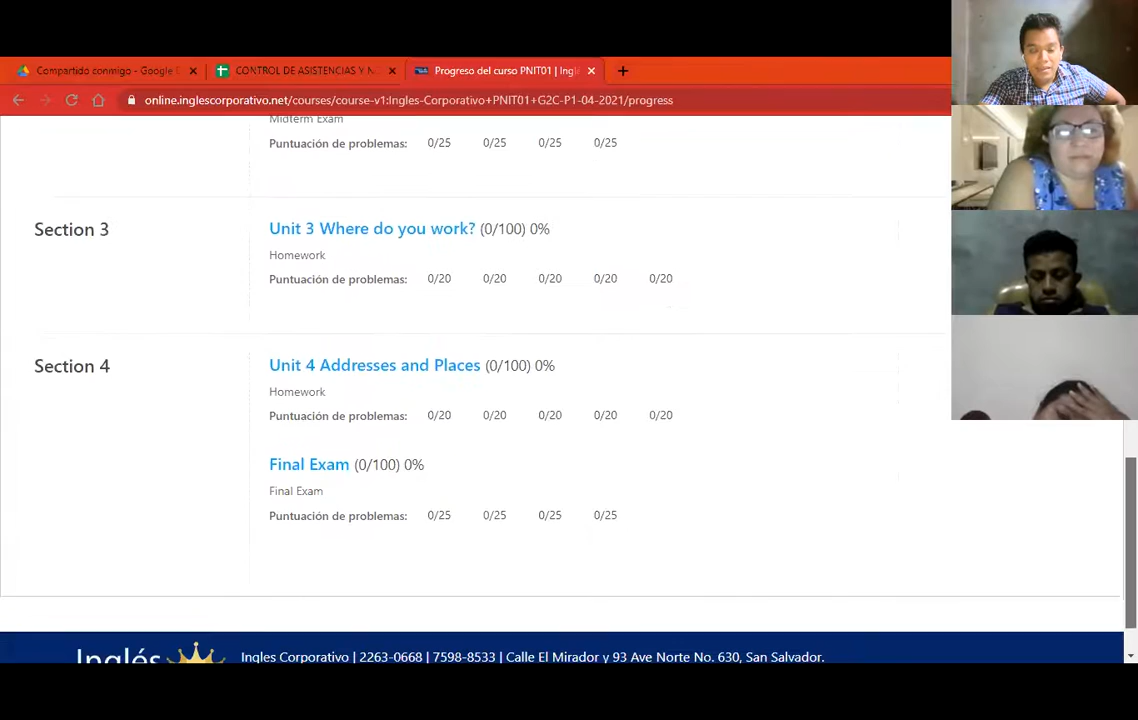 Compartido conmigo - Google
CONTROL DE ASISTENCIAS Y N
Progreso del curso PNIT01 | Ingl
online.inglescorporativo.net/courses/course-v1:Ingles-Corporativo+PNIT01+G2C-P1-04-2021/progress
Midterm Exam
Puntuación de problemas: 0/25 0/25 0/25 0/25
Section 3
Unit 3 Where do you work? (0/100) 0%
Homework
Puntuación de problemas: 0/20 0/20 0/20 0/20 0/20
Section 4
Unit 4 Addresses and Places (0/100) 0%
Homework
Puntuación de problemas: 0/20 0/20 0/20 0/20 0/20
Final Exam (0/100) 0%
Final Exam
Puntuación de problemas: 0/25 0/25 0/25 0/25
Inglés
Ingles Corporativo | 2263-0668 | 7598-8533 | Calle El Mirador y 93 Ave Norte No. 630, San Salvador.